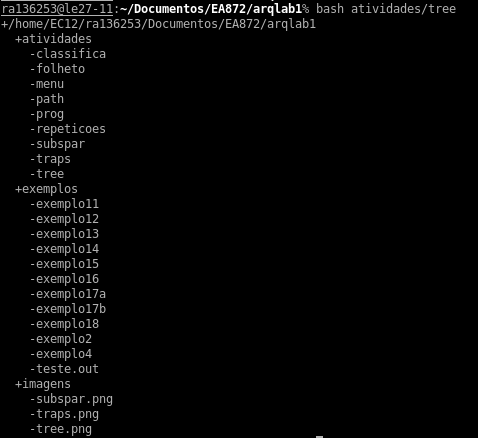 ra136253@le27-11:~/Documentos/EA872/arqlab1% bash atividades/tree
+/home/EC12/ra136253/Documentos/EA872/arqlab1
  +atividades
    -classifica
    -folheto
    -menu
    -path
    -prog
    -repeticoes
    -subspar
    -traps
    -tree
  +exemplos
    -exemplo11
    -exemplo12
    -exemplo13
    -exemplo14
    -exemplo15
    -exemplo16
    -exemplo17a
    -exemplo17b
    -exemplo18
    -exemplo2
    -exemplo4
    -teste.out
  +imagens
    -subspar.png
    -traps.png
    -tree.png